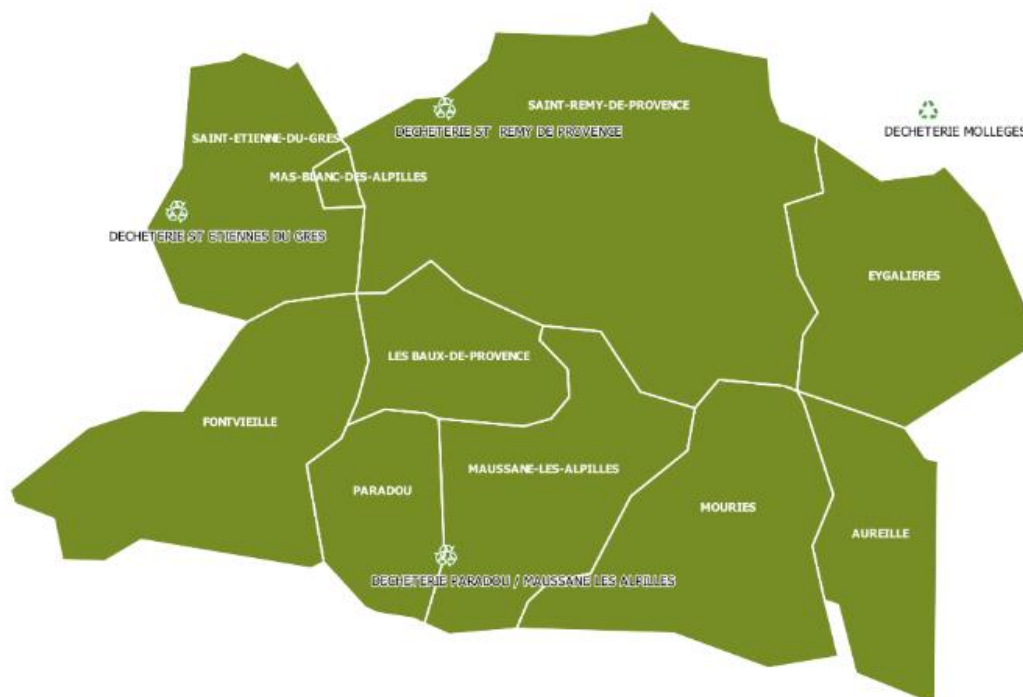 SAINT-REMY-DE-PROVENCE
DECHETERIE ST REMY DE PROVENCE
DECHETERIE MOLLEGES
SAINT-ETIENNE-DU-GRES
MAS-BLANC-DES-ALPILLES
DECHETERIE ST ETIENNES DU GRES
EYGALIERES
LES BAUX-DE-PROVENCE
FONTVIEILLE
MAUSSANE-LES-ALPILLES
PARADOU
MOURIES
AUREILLE
DECHETERIE PARADOU / MAUSSANE LES ALPILLES